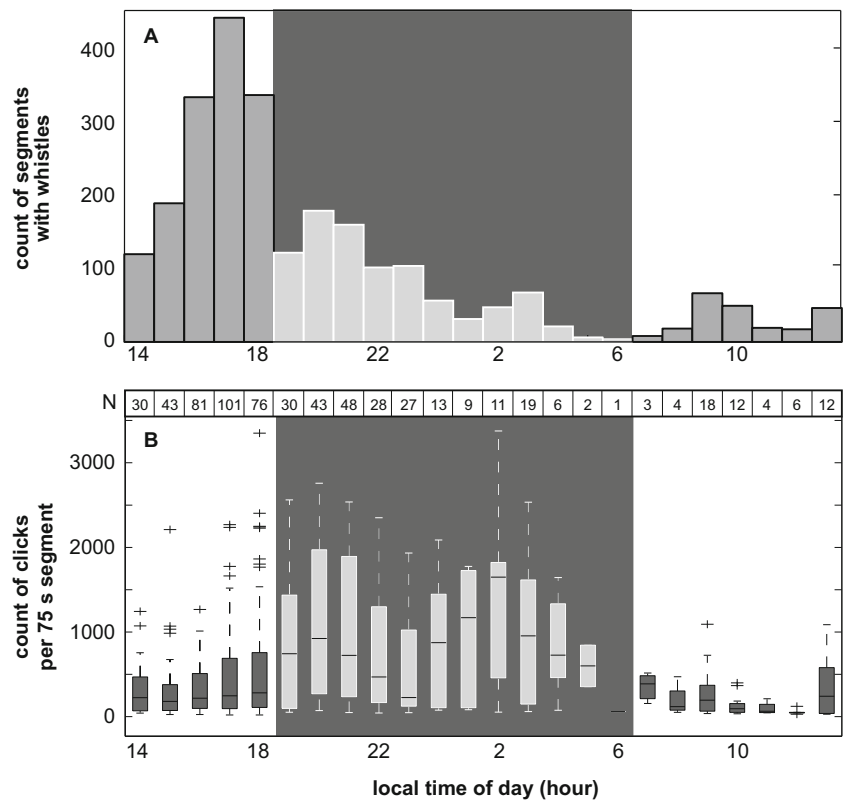 A
count of segments
with whistles
400
300
200
100
0
14 18 22 2 6 10
N 30 43 81 101 76 30 43 48 28 27 13 9 11 19 6 2 1 3 4 18 12 4 6 12
B
count of clicks
per 75 s segment
3000
2000
1000
0
14 18 22 2 6 10
local time of day (hour)